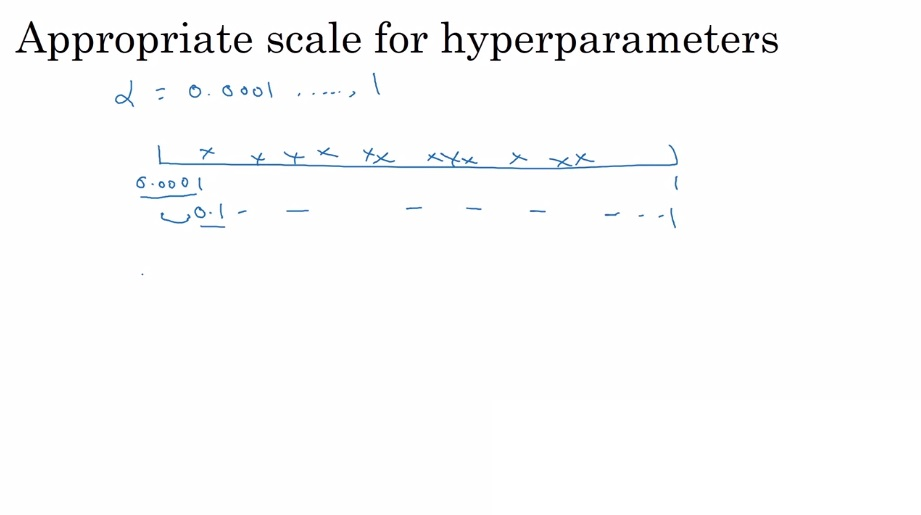 Appropriate scale for hyperparameters
α = 0.0001 ....., 1
x x x x x x x x x x x x
0.0001 1
0.1 - - - - - - - - 1